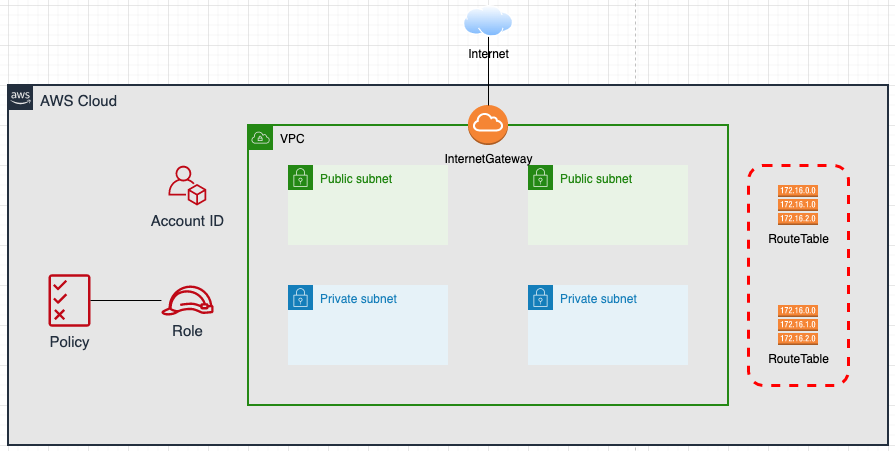 Internet
aws
AWS Cloud
VPC
InternetGateway
Public subnet
Public subnet
172.16.0.0
172.16.1.0
172.16.2.0
RouteTable
Account ID
Private subnet
Private subnet
172.16.0.0
172.16.1.0
172.16.2.0
RouteTable
Policy
Role